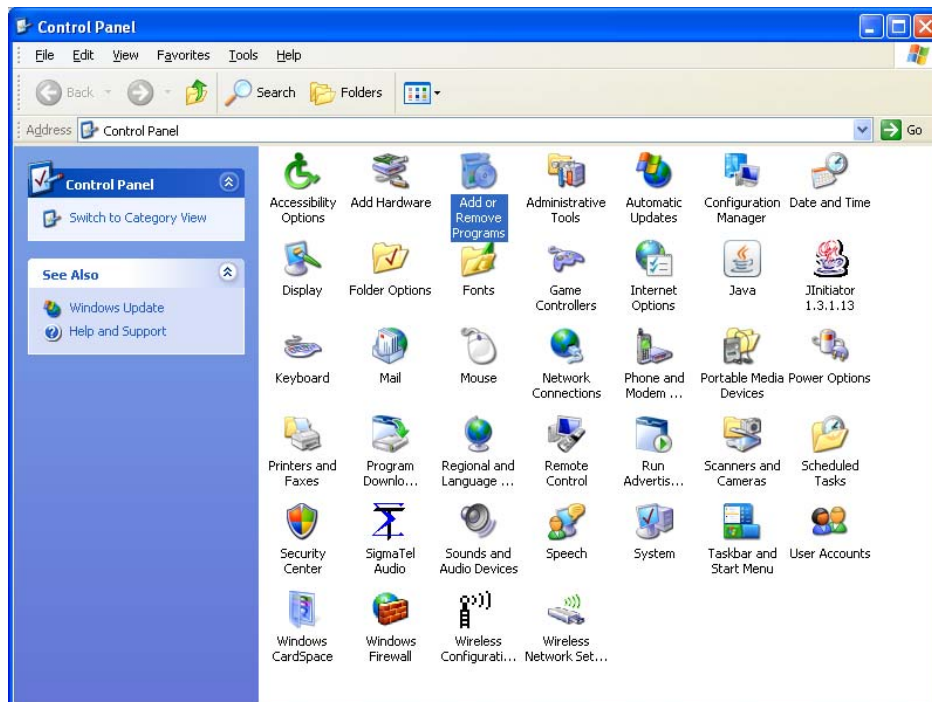 Control Panel
File Edit View Favorites Tools Help
Back Search Folders
Address Control Panel Go
Control Panel
Switch to Category View
See Also
Windows Update
Help and Support
Accessibility Options
Add Hardware
Add or Remove Programs
Administrative Tools
Automatic Updates
Configuration Manager
Date and Time
Display
Folder Options
Fonts
Game Controllers
Internet Options
Java
JInitiator 1.3.1.13
Keyboard
Mail
Mouse
Network Connections
Phone and Modem ...
Portable Media Devices
Power Options
Printers and Faxes
Program Downlo...
Regional and Language ...
Remote Control
Run Advertis...
Scanners and Cameras
Scheduled Tasks
Security Center
SigmaTel Audio
Sounds and Audio Devices
Speech
System
Taskbar and Start Menu
User Accounts
Windows CardSpace
Windows Firewall
Wireless Configurati...
Wireless Network Set...